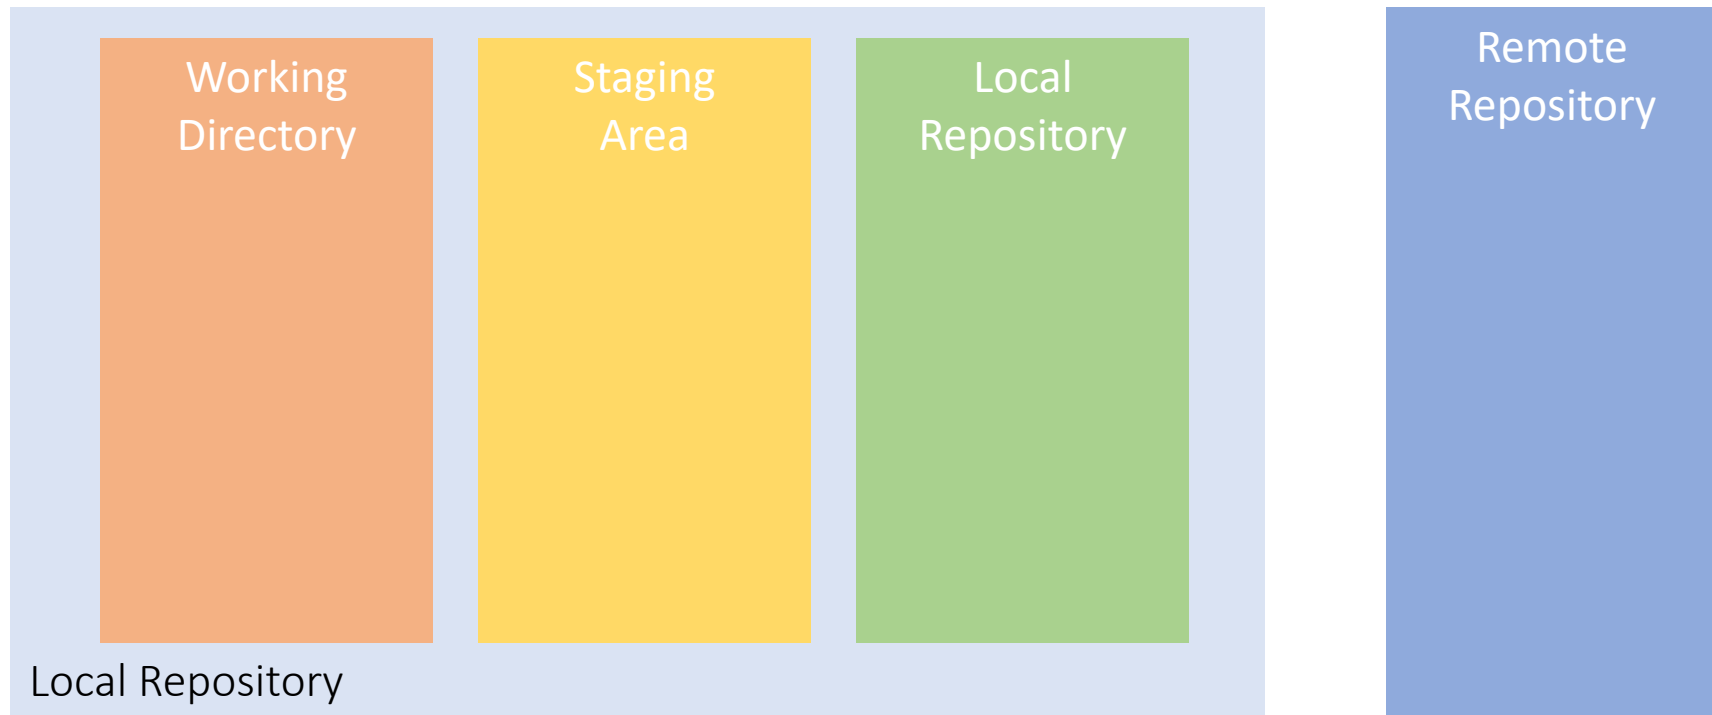 Working
Directory
Staging
Area
Local
Repository
Remote
Repository
Local Repository